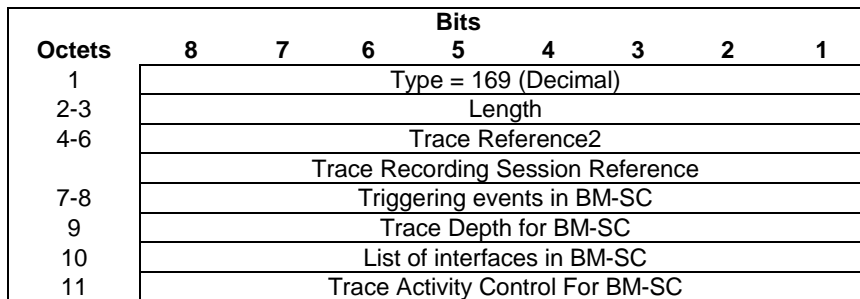 Bits
Octets 8 7 6 5 4 3 2 1
1 Type = 169 (Decimal)
2-3 Length
4-6 Trace Reference2
Trace Recording Session Reference
7-8 Triggering events in BM-SC
9 Trace Depth for BM-SC
10 List of interfaces in BM-SC
11 Trace Activity Control For BM-SC